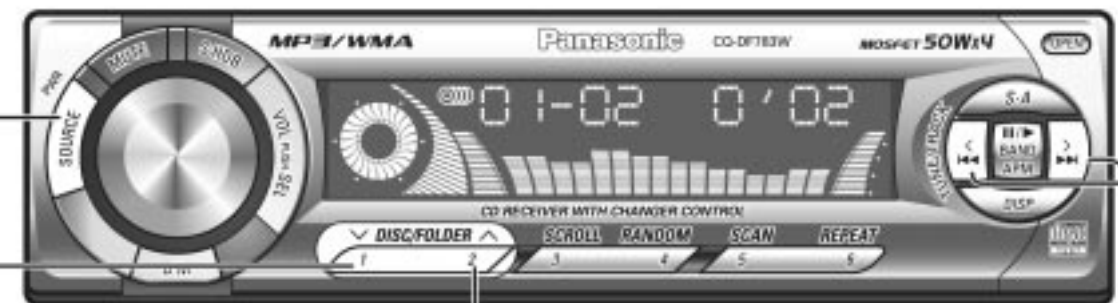 MP3/WMA Panasonic CQ-DF783W MOSFET 50Wx4 OPEN
PWR MUTE S·SUB
SOURCE VOL PUSH SEL
01-02 0'02
S·A
TUNE/TRACK
BAND
APM
DISP
CD RECEIVER WITH CHANGER CONTROL
DISC/FOLDER SCROLL RANDOM SCAN REPEAT
1 2 3 4 5 6